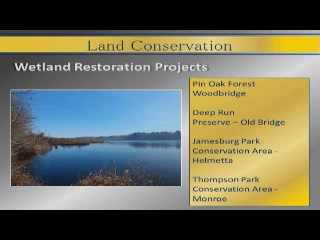 Land Conservation
Wetland Restoration Projects
Pin Oak Forest
Woodbridge
Deep Run
Preserve – Old Bridge
Jamesburg Park
Conservation Area -
Helmetta
Thompson Park
Conservation Area -
Monroe